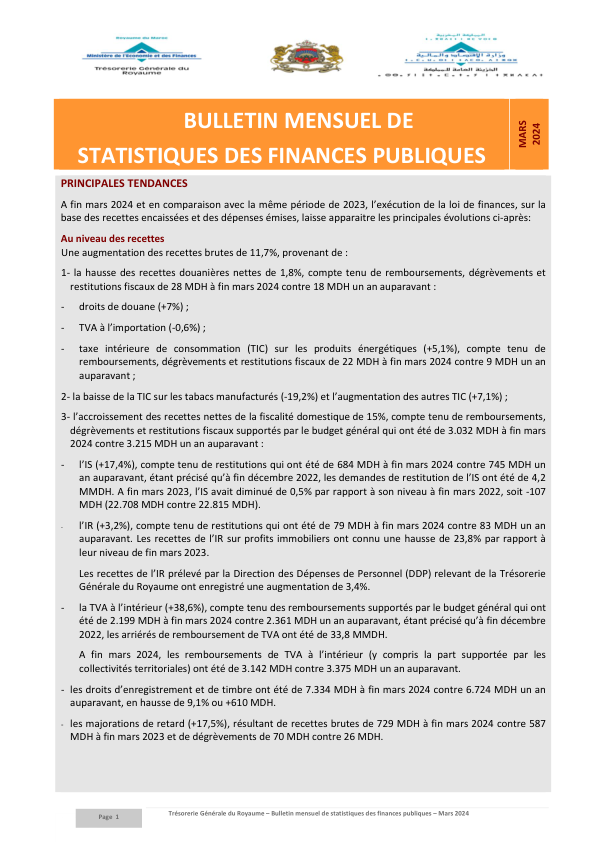 Royaume du Maroc
Ministère de l'Economie et des Finances
Trésorerie Générale du
Royaume
المملكة المغربية
وزارة الاقتصاد والمالية
الخزينة العامة للمملكة
BULLETIN MENSUEL DE
STATISTIQUES DES FINANCES PUBLIQUES
MARS
2024
PRINCIPALES TENDANCES
A fin mars 2024 et en comparaison avec la même période de 2023, l'exécution de la loi de finances, sur la
base des recettes encaissées et des dépenses émises, laisse apparaitre les principales évolutions ci-après:
Au niveau des recettes
Une augmentation des recettes brutes de 11,7%, provenant de :
1- la hausse des recettes douanières nettes de 1,8%, compte tenu de remboursements, dégrèvements et
restitutions fiscaux de 28 MDH à fin mars 2024 contre 18 MDH un an auparavant :
- droits de douane (+7%) ;
- TVA à l'importation (-0,6%) ;
- taxe intérieure de consommation (TIC) sur les produits énergétiques (+5,1%), compte tenu de
remboursements, dégrèvements et restitutions fiscaux de 22 MDH à fin mars 2024 contre 9 MDH un an
auparavant ;
2- la baisse de la TIC sur les tabacs manufacturés (-19,2%) et l'augmentation des autres TIC (+7,1%) ;
3- l'accroissement des recettes nettes de la fiscalité domestique de 15%, compte tenu de remboursements,
dégrèvements et restitutions fiscaux supportés par le budget général qui ont été de 3.032 MDH à fin mars
2024 contre 3.215 MDH un an auparavant :
- l'IS (+17,4%), compte tenu de restitutions qui ont été de 684 MDH à fin mars 2024 contre 745 MDH un
an auparavant, étant précisé qu'à fin décembre 2022, les demandes de restitution de l'IS ont été de 4,2
MMDH. A fin mars 2023, l'IS avait diminué de 0,5% par rapport à son niveau à fin mars 2022, soit -107
MDH (22.708 MDH contre 22.815 MDH).
- l'IR (+3,2%), compte tenu de restitutions qui ont été de 79 MDH à fin mars 2024 contre 83 MDH un an
auparavant. Les recettes de l'IR sur profits immobiliers ont connu une hausse de 23,8% par rapport à
leur niveau de fin mars 2023.
Les recettes de l'IR prélevé par la Direction des Dépenses de Personnel (DDP) relevant de la Trésorerie
Générale du Royaume ont enregistré une augmentation de 3,4%.
- la TVA à l'intérieur (+38,6%), compte tenu des remboursements supportés par le budget général qui ont
été de 2.199 MDH à fin mars 2024 contre 2.361 MDH un an auparavant, étant précisé qu'à fin décembre
2022, les arriérés de remboursement de TVA ont été de 33,8 MMDH.
A fin mars 2024, les remboursements de TVA à l'intérieur (y compris la part supportée par les
collectivités territoriales) ont été de 3.142 MDH contre 3.375 MDH un an auparavant.
- les droits d'enregistrement et de timbre ont été de 7.334 MDH à fin mars 2024 contre 6.724 MDH un an
auparavant, en hausse de 9,1% ou +610 MDH.
- les majorations de retard (+17,5%), résultant de recettes brutes de 729 MDH à fin mars 2024 contre 587
MDH à fin mars 2023 et de dégrèvements de 70 MDH contre 26 MDH.
Page 1
Trésorerie Générale du Royaume – Bulletin mensuel de statistiques des finances publiques – Mars 2024